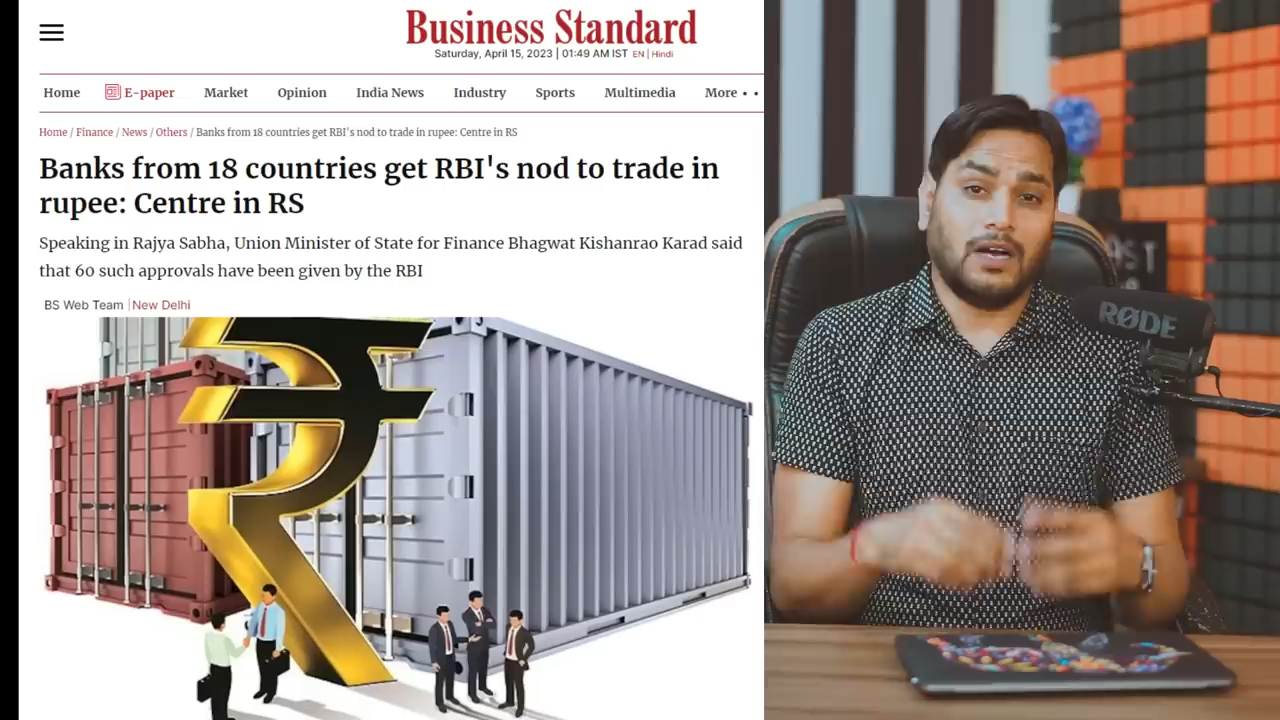 Business Standard
Saturday, April 15, 2023 | 01:49 AM IST EN | Hindi
Home E-paper Market Opinion India News Industry Sports Multimedia More
Home / Finance / News / Others / Banks from 18 countries get RBI's nod to trade in rupee: Centre in RS
Banks from 18 countries get RBI's nod to trade in
rupee: Centre in RS
Speaking in Rajya Sabha, Union Minister of State for Finance Bhagwat Kishanrao Karad said
that 60 such approvals have been given by the RBI
BS Web Team | New Delhi
RØDE